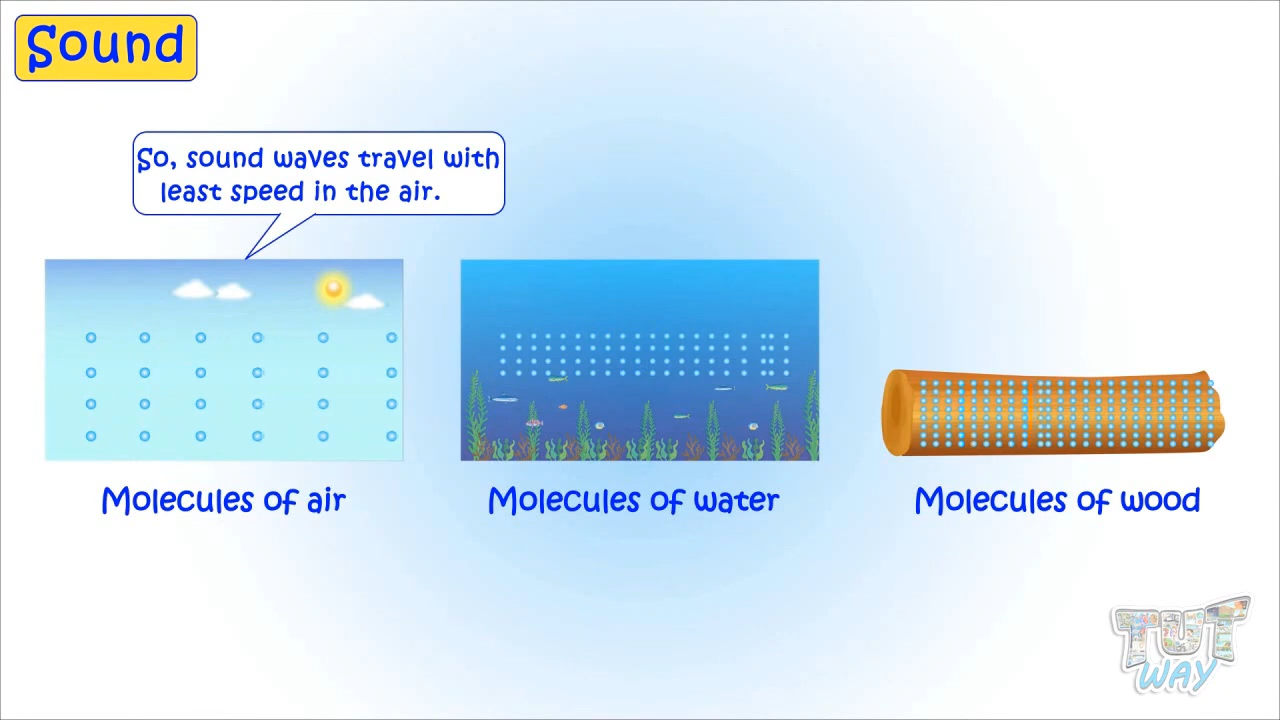 Sound
So, sound waves travel with
least speed in the air.
Molecules of air
Molecules of water
Molecules of wood
TUT
WAY